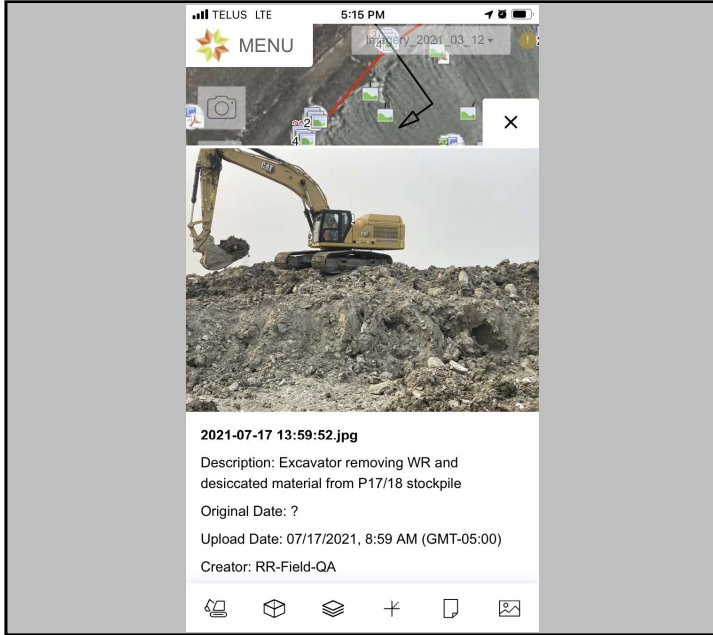 TELUS LTE 5:15 PM
MENU
Imagery_2021_03_12
2
4
CAT
2021-07-17 13:59:52.jpg
Description: Excavator removing WR and
desiccated material from P17/18 stockpile
Original Date: ?
Upload Date: 07/17/2021, 8:59 AM (GMT-05:00)
Creator: RR-Field-QA